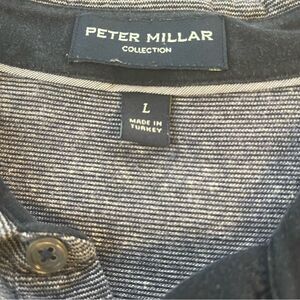 PETER MILLAR
COLLECTION
L
MADE IN
TURKEY